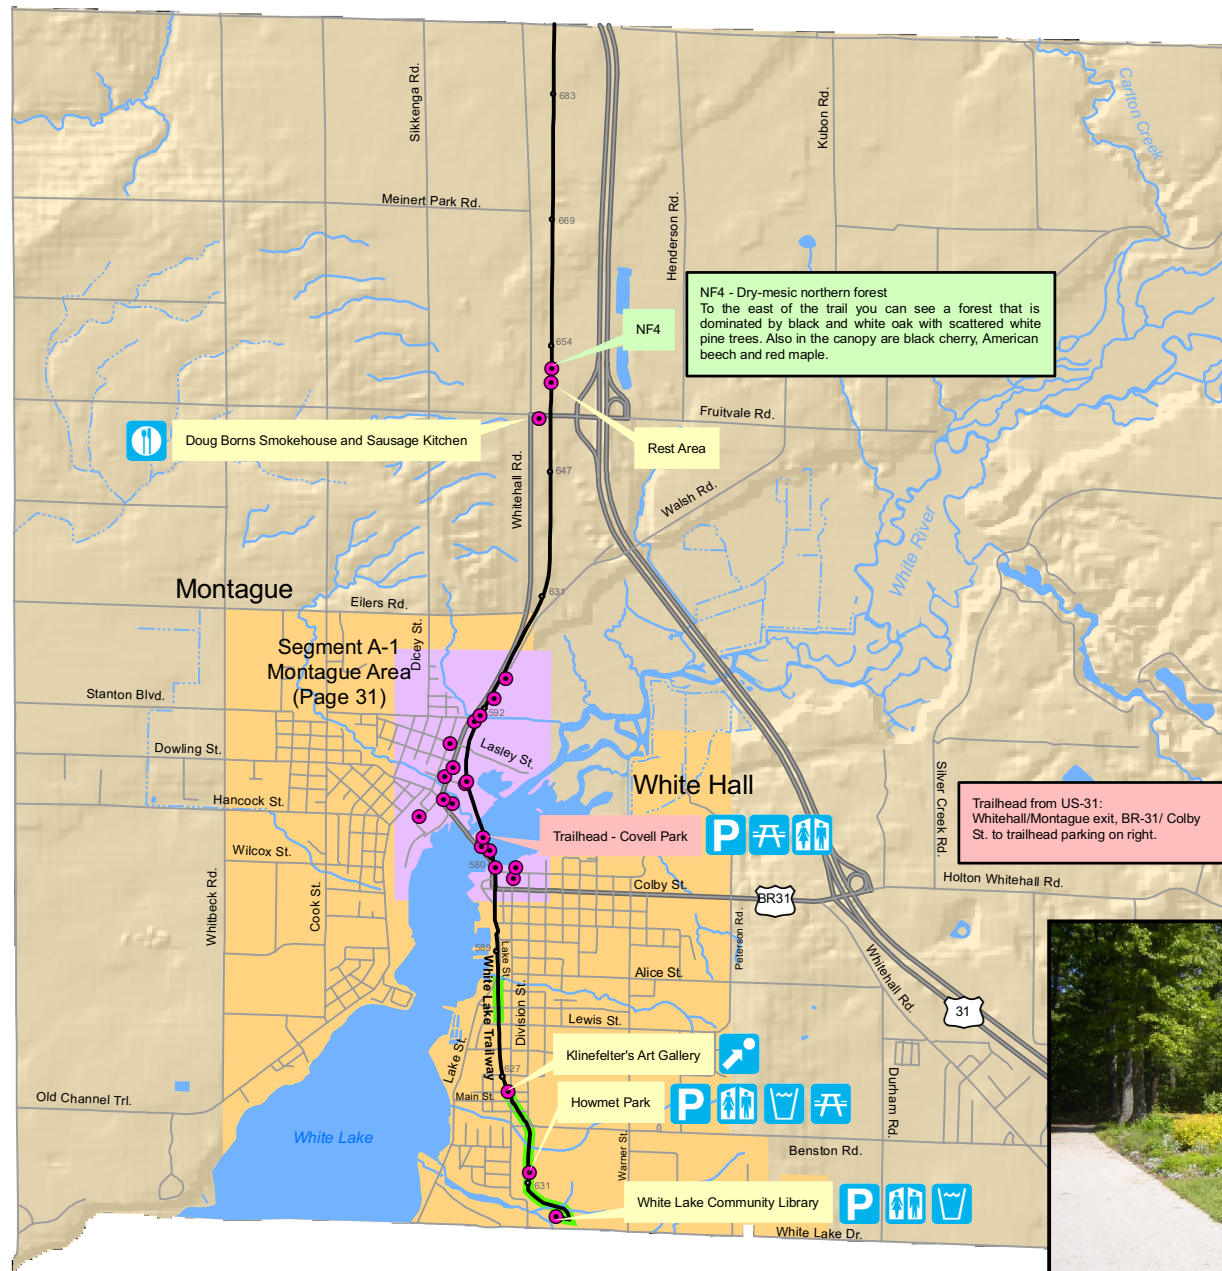 Sikkenga Rd.
683
Kubon Rd.
Carlton Creek
Meinert Park Rd.
669
Henderson Rd.
NF4 - Dry-mesic northern forest
To the east of the trail you can see a forest that is
dominated by black and white oak with scattered white
pine trees. Also in the canopy are black cherry, American
beech and red maple.
NF4
654
Fruitvale Rd.
Doug Borns Smokehouse and Sausage Kitchen
Rest Area
Whitehall Rd.
647
Walsh Rd.
White River
Montague
631
Eilers Rd.
Dicey St.
Segment A-1
Montague Area
(Page 31)
Stanton Blvd.
592
Dowling St.
Lasley St.
White Hall
Silver Creek Rd.
Hancock St.
Trailhead from US-31:
Whitehall/Montague exit, BR-31/ Colby
St. to trailhead parking on right.
Trailhead - Covell Park
P
Wilcox St.
580
Colby St.
BR31
Holton Whitehall Rd.
Whitbeck Rd.
Cook St.
Peterson Rd.
589
Lake St.
White Lake Trailway
Division St.
Alice St.
Whitehall Rd.
31
Lewis St.
Lake St.
Klinefelter's Art Gallery
627
Main St.
Howmet Park
P
Durham Rd.
Old Channel Trl.
White Lake
Warner St.
Benston Rd.
631
White Lake Community Library
P
White Lake Dr.